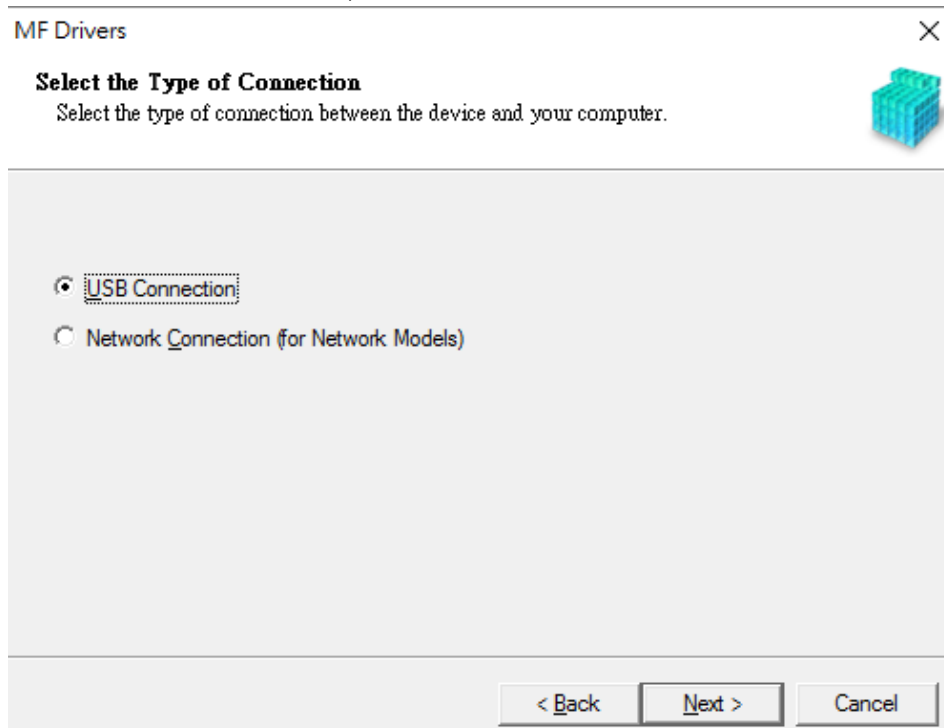 MF Drivers
Select the Type of Connection
Select the type of connection between the device and your computer.
USB Connection
Network Connection (for Network Models)
< Back
Next >
Cancel